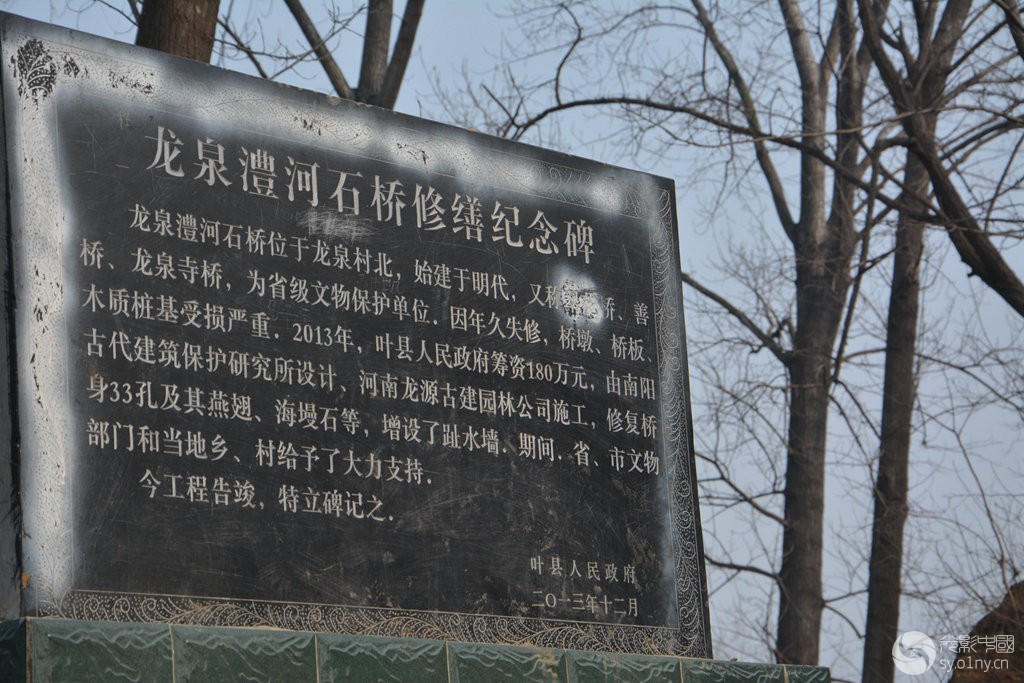 龙泉澧河石桥修缮纪念碑
龙泉澧河石桥位于龙泉村北，始建于明代，又称 桥、善
桥、龙泉寺桥，为省级文物保护单位．因年久失修，桥墩、桥板、
木质桩基受损严重．2013年，叶县人民政府筹资180万元，由南阳
古代建筑保护研究所设计、河南龙源古建园林公司施工，修复桥
身33孔及其燕翅、海墁石等，增设了趾水墙．期间．省、市文物
部门和当地乡、村给予了大力支持．
今工程告竣，特立碑记之．
叶县人民政府
二〇一三年十二月
光影中國
sy.o1ny.cn